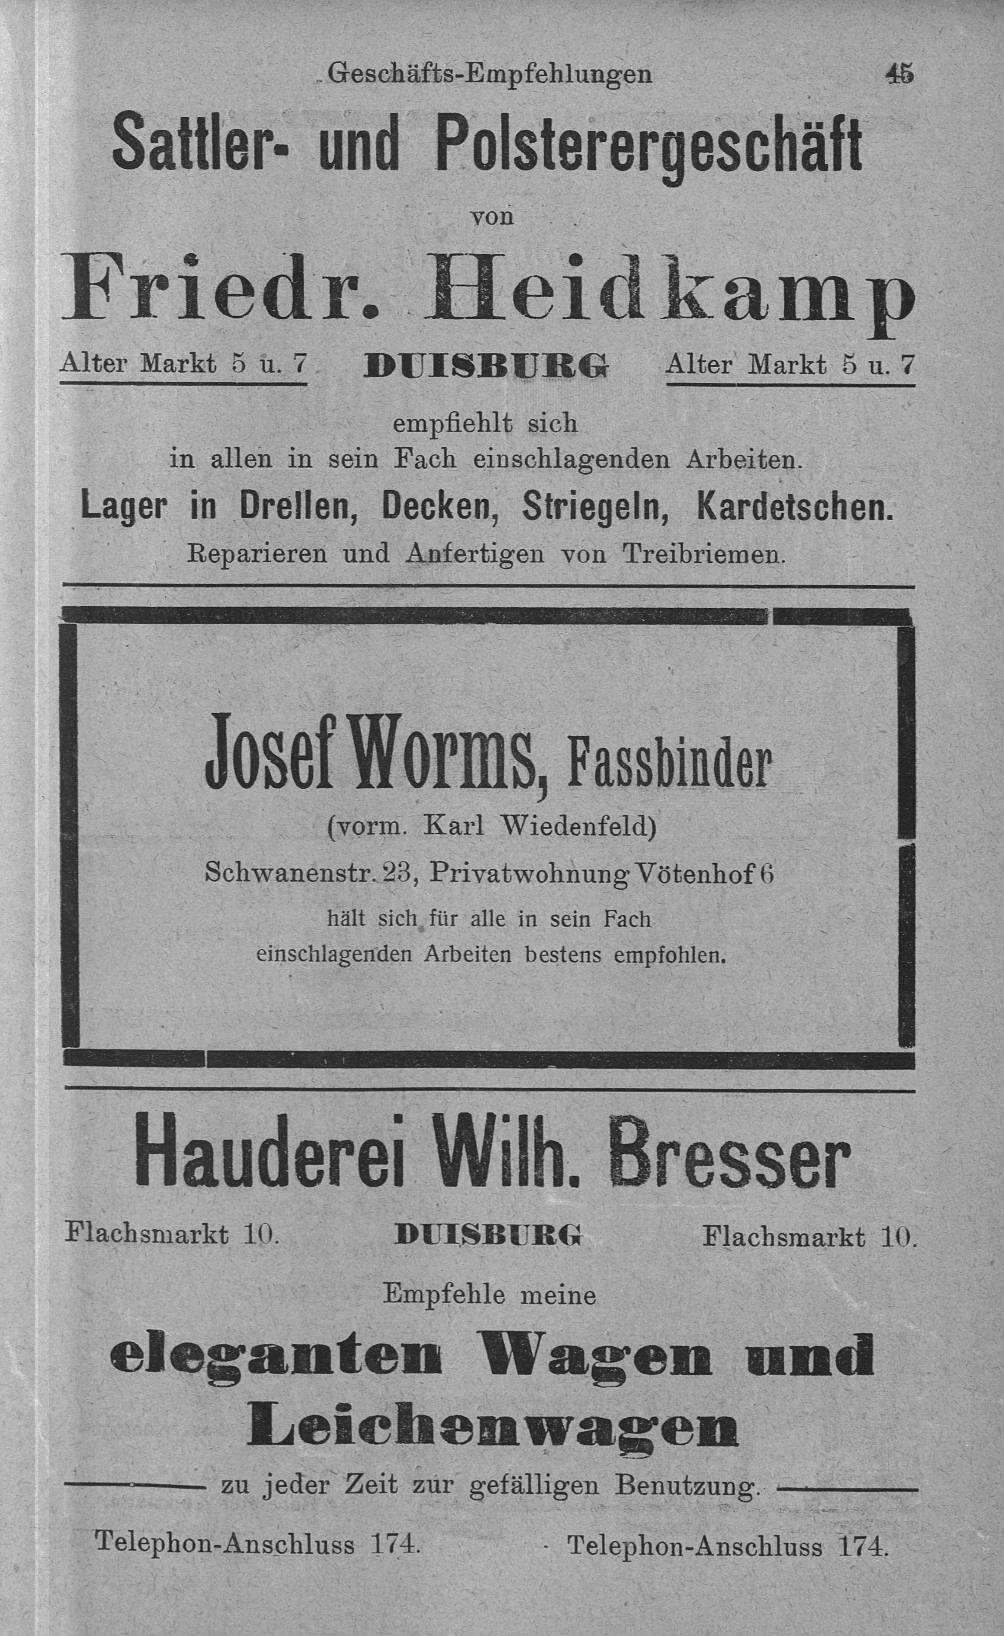 Geschäfts-Empfehlungen 45
Sattler- und Polsterergeschäft
von
Friedr. Heidkamp
Alter Markt 5 u. 7 DUISBURG Alter Markt 5 u. 7
empfiehlt sich
in allen in sein Fach einschlagenden Arbeiten.
Lager in Drellen, Decken, Striegeln, Kardetschen.
Reparieren und Anfertigen von Treibriemen.
Josef Worms, Fassbinder
(vorm. Karl Wiedenfeld)
Schwanenstr. 23, Privatwohnung Vötenhof 6
hält sich für alle in sein Fach
einschlagenden Arbeiten bestens empfohlen.
Hauderei Wilh. Bresser
Flachsmarkt 10. DUISBURG Flachsmarkt 10.
Empfehle meine
eleganten Wagen und
Leichenwagen
zu jeder Zeit zur gefälligen Benutzung.
Telephon-Anschluss 174. Telephon-Anschluss 174.